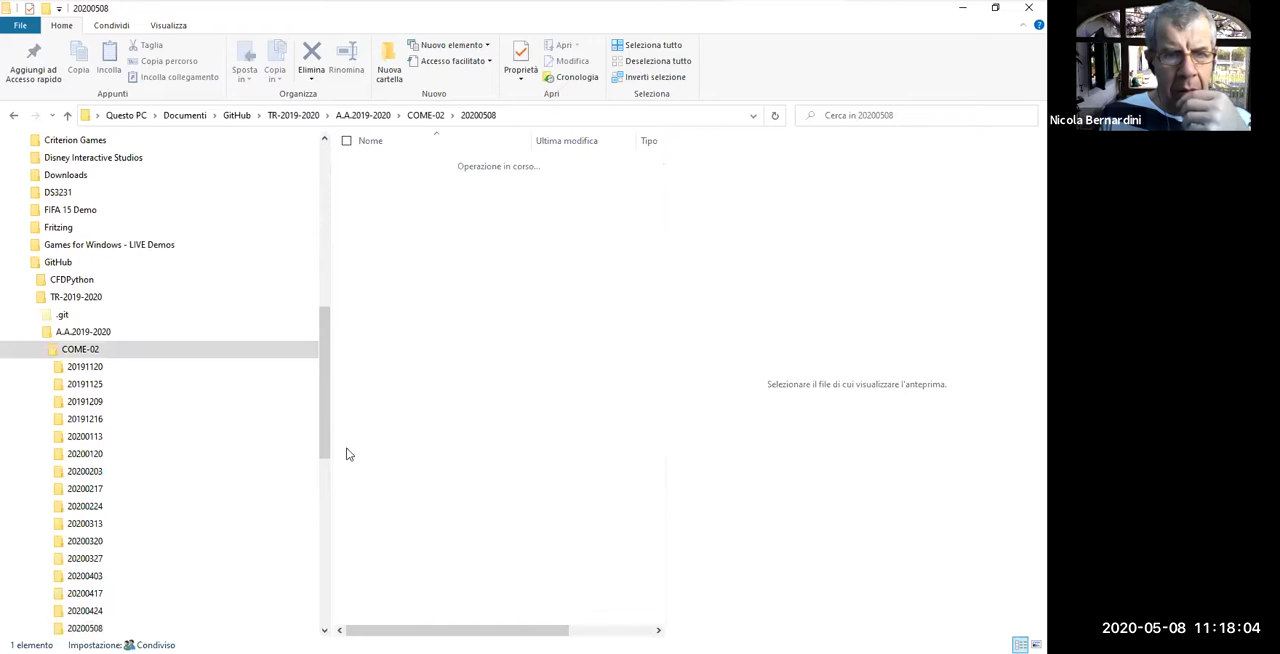 20200508
File Home Condividi Visualizza
Aggiungi ad Accesso rapido
Copia
Incolla
Taglia
Copia percorso
Incolla collegamento
Appunti
Sposta in
Copia in
Elimina
Rinomina
Organizza
Nuova cartella
Nuovo elemento
Accesso facilitato
Nuovo
Proprietà
Apri
Modifica
Cronologia
Apri
Seleziona tutto
Deseleziona tutto
Inverti selezione
Seleziona
Questo PC > Documenti > GitHub > TR-2019-2020 > A.A.2019-2020 > COME-02 > 20200508
Cerca in 20200508
Criterion Games
Disney Interactive Studios
Downloads
DS3231
FIFA 15 Demo
Fritzing
Games for Windows - LIVE Demos
GitHub
CFDPython
TR-2019-2020
.git
A.A.2019-2020
COME-02
20191120
20191125
20191209
20191216
20200113
20200120
20200203
20200217
20200224
20200313
20200320
20200327
20200403
20200417
20200424
20200508
Nome Ultima modifica Tipo
Operazione in corso...
Selezionare il file di cui visualizzare l'anteprima.
1 elemento Impostazione: Condiviso
Nicola Bernardini
2020-05-08 11:18:04